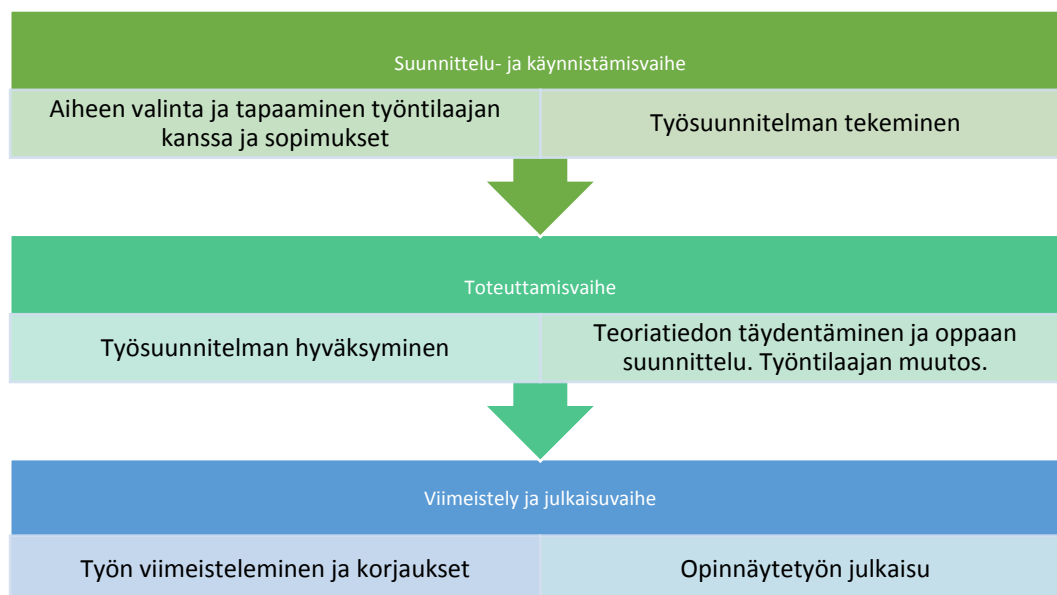 Suunnittelu- ja käynnistämisvaihe
Aiheen valinta ja tapaaminen työntilaajan
kanssa ja sopimukset
Työsuunnitelman tekeminen
Toteuttamisvaihe
Työsuunnitelman hyväksyminen
Teoriatiedon täydentäminen ja oppaan
suunnittelu. Työntilaajan muutos.
Viimeistely ja julkaisuvaihe
Työn viimeisteleminen ja korjaukset
Opinnäytetyön julkaisu